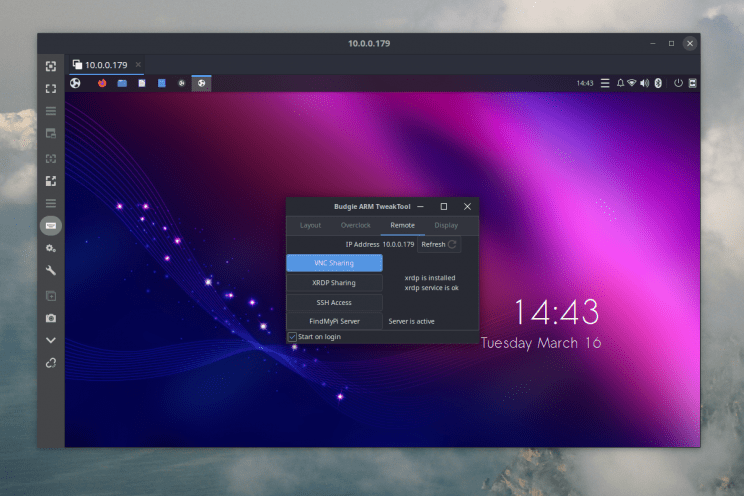 10.0.0.179
10.0.0.179
14:43
Budgie ARM TweakTool
Layout Overclock Remote Display
IP Address 10.0.0.179 Refresh
VNC Sharing
XRDP Sharing
xrdp is installed
xrdp service is ok
SSH Access
FindMyPi Server Server is active
Start on login
14:43
Tuesday March 16